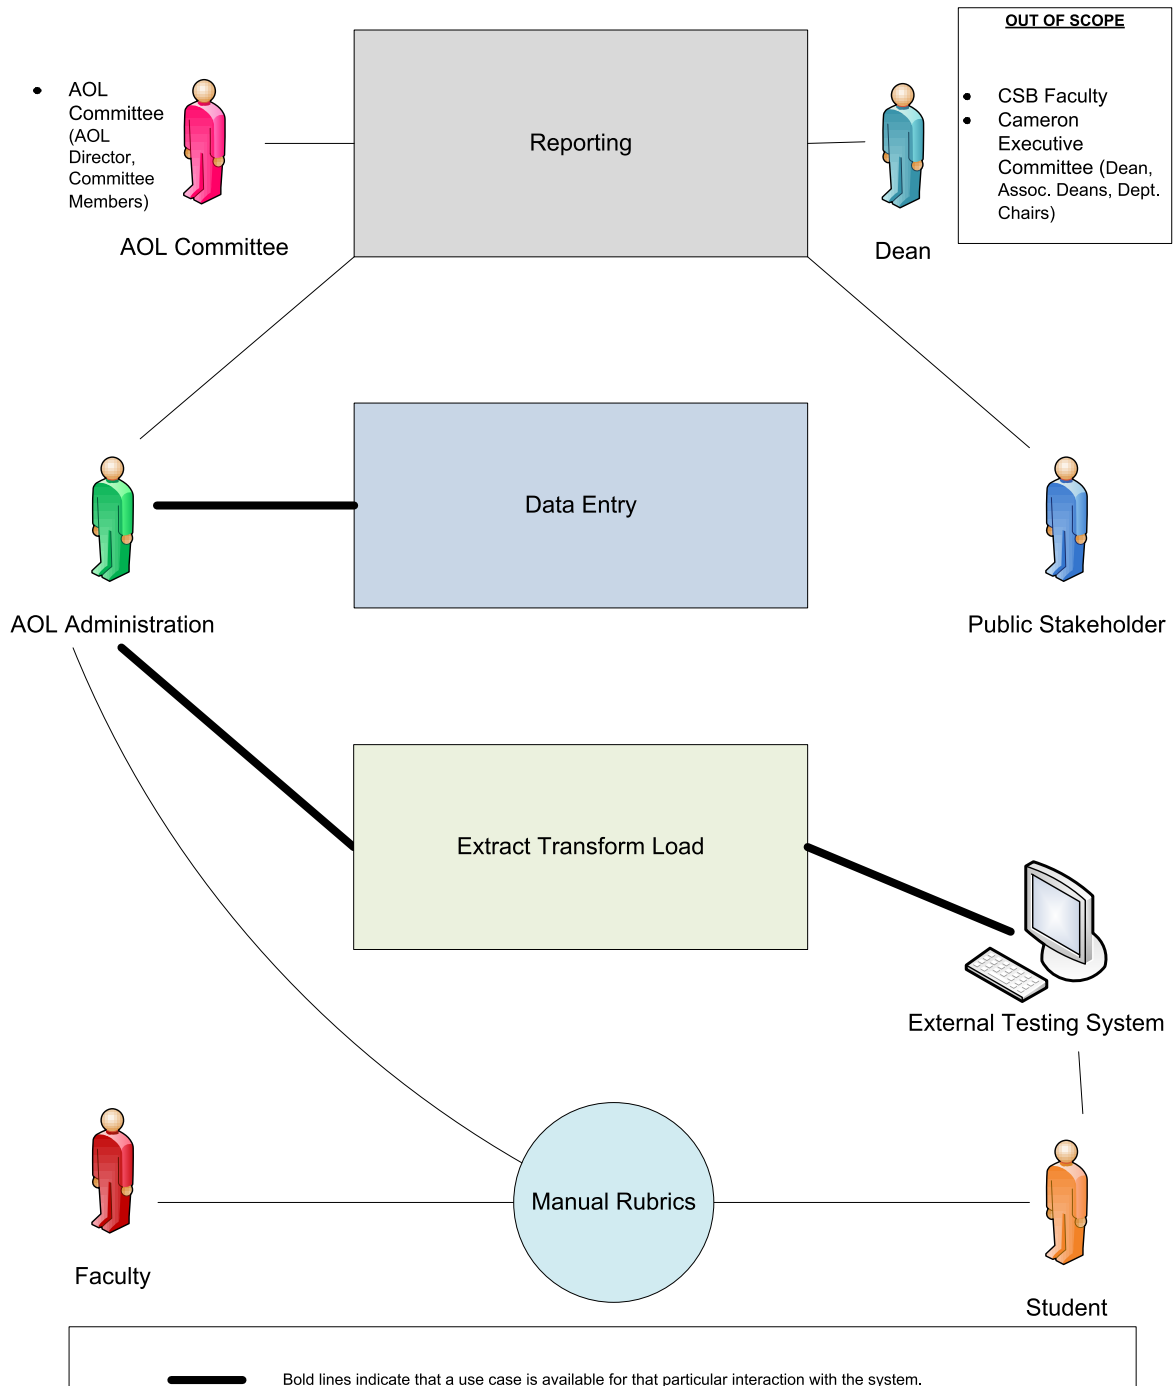 OUT OF SCOPE
• AOL
Committee
(AOL
Director,
Committee
Members)
AOL Committee
Reporting
Dean
• CSB Faculty
• Cameron
Executive
Committee (Dean,
Assoc. Deans, Dept.
Chairs)
Data Entry
AOL Administration
Public Stakeholder
Extract Transform Load
External Testing System
Manual Rubrics
Faculty
Student
Bold lines indicate that a use case is available for that particular interaction with the system.